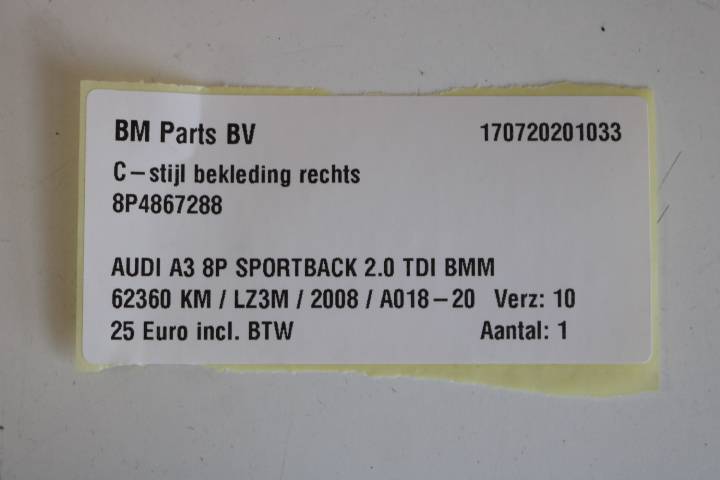 BM Parts BV 170720201033
C-stijl bekleding rechts
8P4867288
AUDI A3 8P SPORTBACK 2.0 TDI BMM
62360 KM / LZ3M / 2008 / A018-20 Verz: 10
25 Euro incl. BTW Aantal: 1